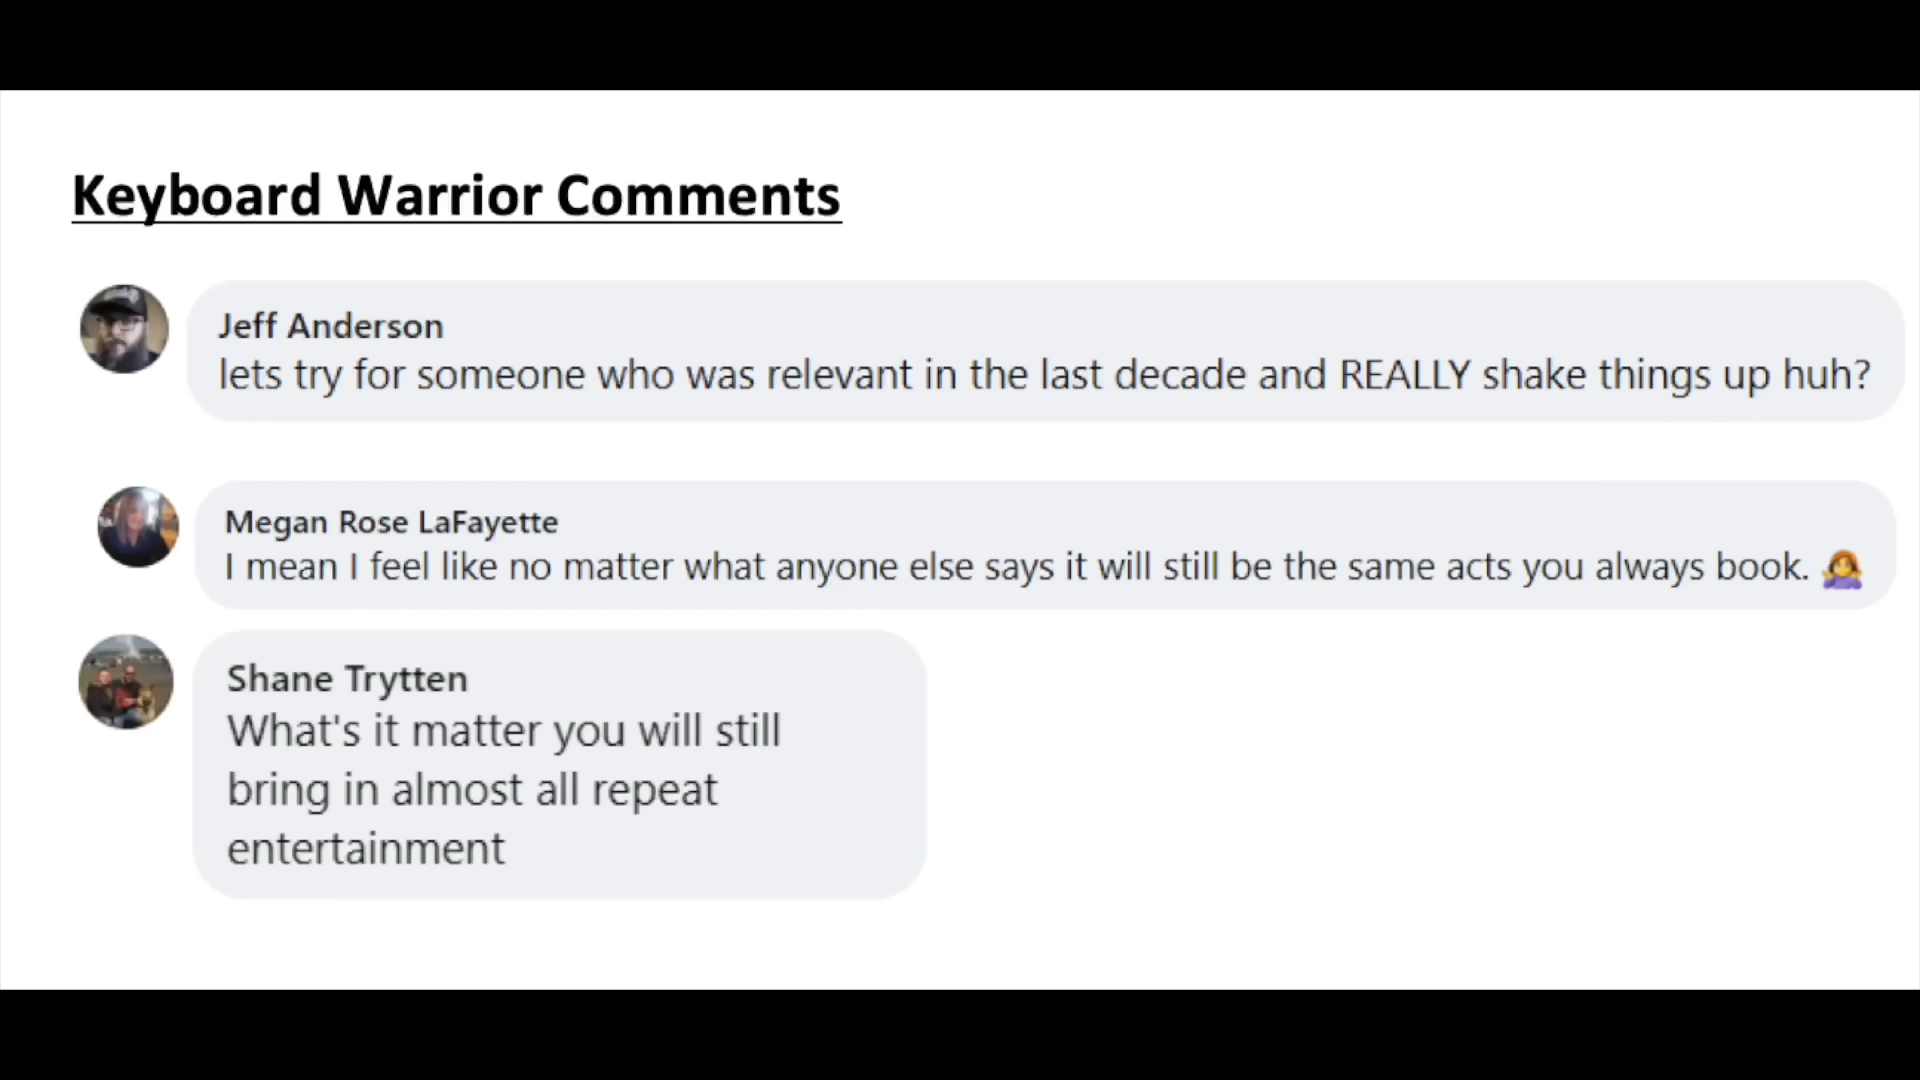 Keyboard Warrior Comments
Jeff Anderson
lets try for someone who was relevant in the last decade and REALLY shake things up huh?
Megan Rose LaFayette
I mean I feel like no matter what anyone else says it will still be the same acts you always book. 🤷‍♀️
Shane Trytten
What's it matter you will still
bring in almost all repeat
entertainment